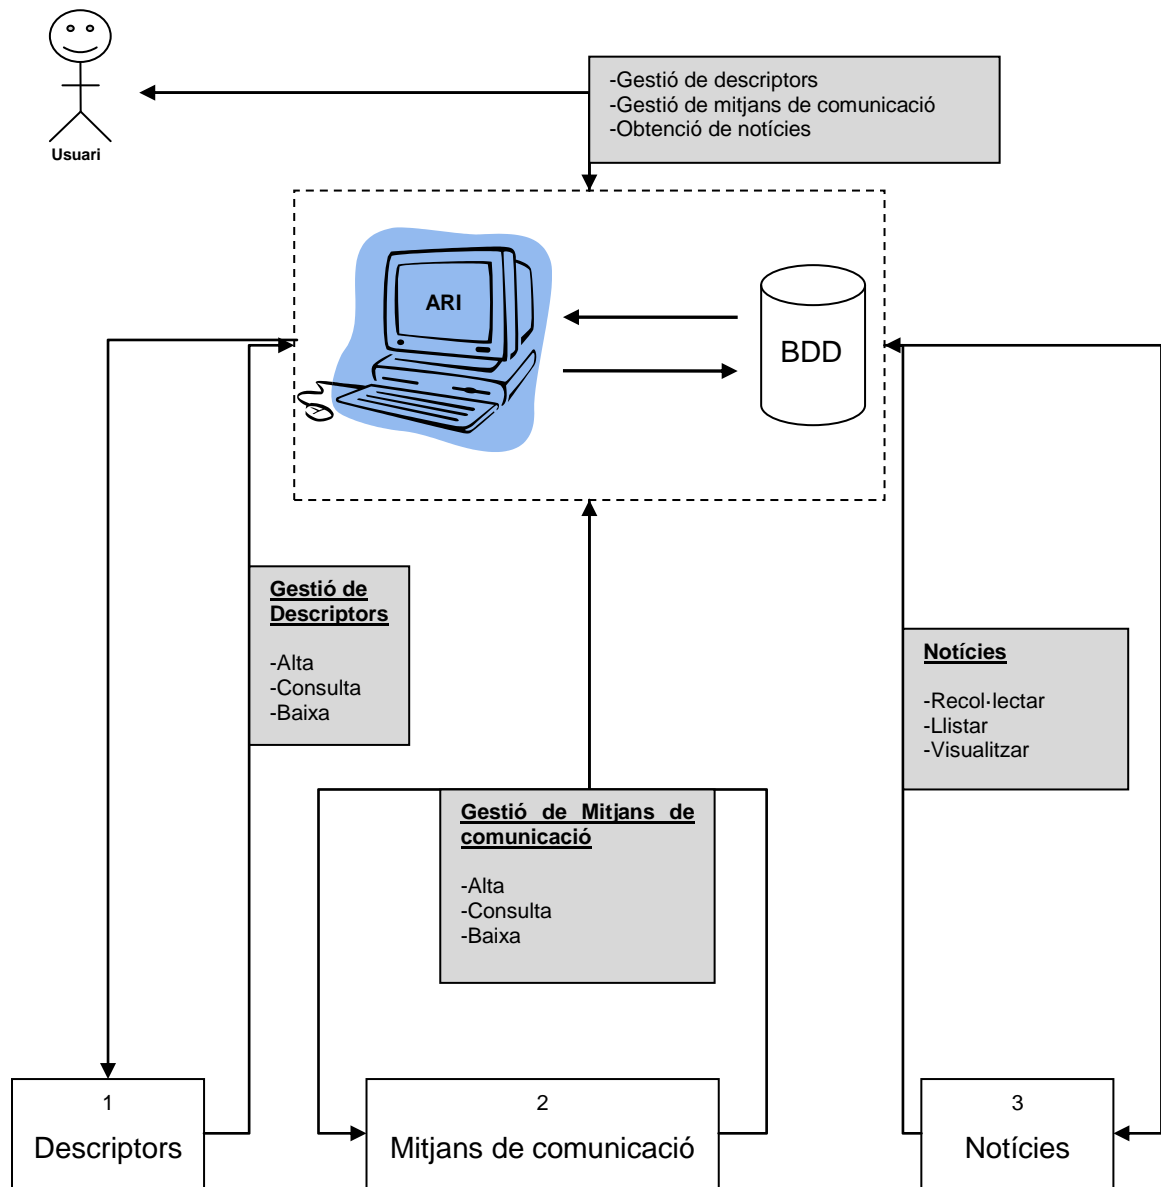 -Gestió de descriptors
-Gestió de mitjans de comunicació
-Obtenció de notícies
Usuari
ARI
BDD
Gestió de
Descriptors
-Alta
-Consulta
-Baixa
Notícies
-Recol·lectar
-Llistar
-Visualitzar
Gestió de Mitjans de
comunicació
-Alta
-Consulta
-Baixa
1
Descriptors
2
Mitjans de comunicació
3
Notícies